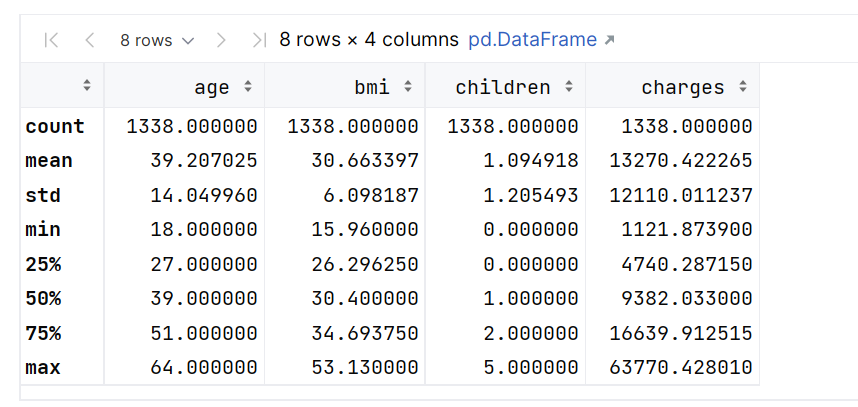 8 rows 8 rows × 4 columns pd.DataFrame
age bmi children charges
count 1338.000000 1338.000000 1338.000000 1338.000000
mean 39.207025 30.663397 1.094918 13270.422265
std 14.049960 6.098187 1.205493 12110.011237
min 18.000000 15.960000 0.000000 1121.873900
25% 27.000000 26.296250 0.000000 4740.287150
50% 39.000000 30.400000 1.000000 9382.033000
75% 51.000000 34.693750 2.000000 16639.912515
max 64.000000 53.130000 5.000000 63770.428010